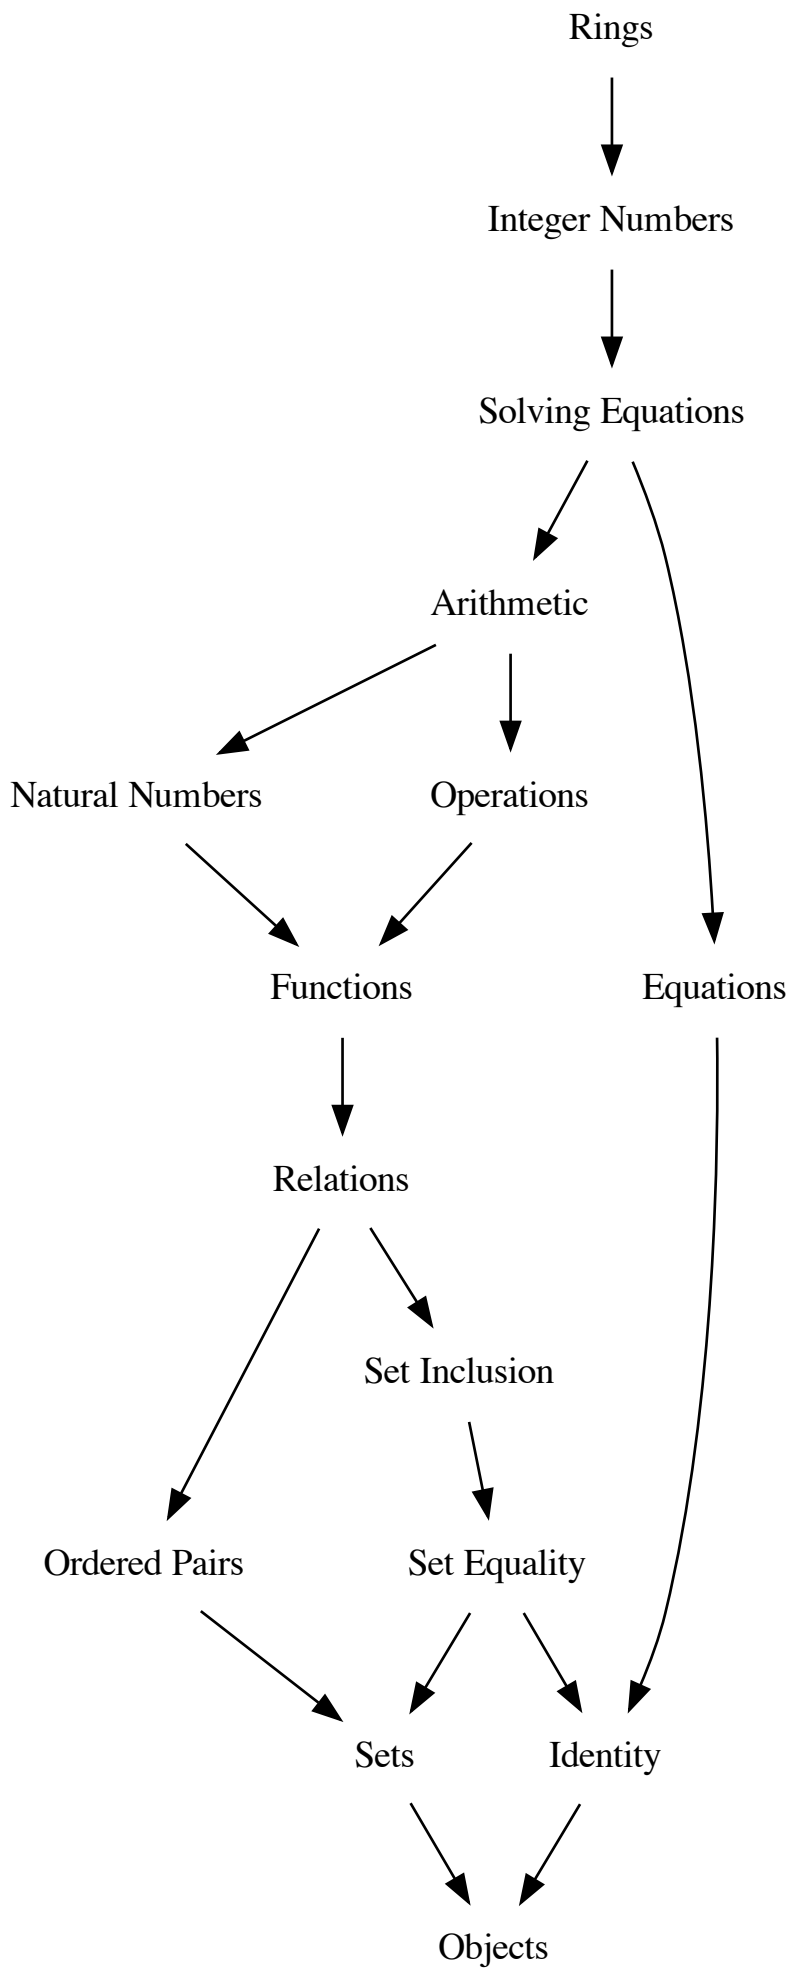 Rings
Integer Numbers
Solving Equations
Arithmetic
Natural Numbers
Operations
Functions
Equations
Relations
Set Inclusion
Ordered Pairs
Set Equality
Sets
Identity
Objects